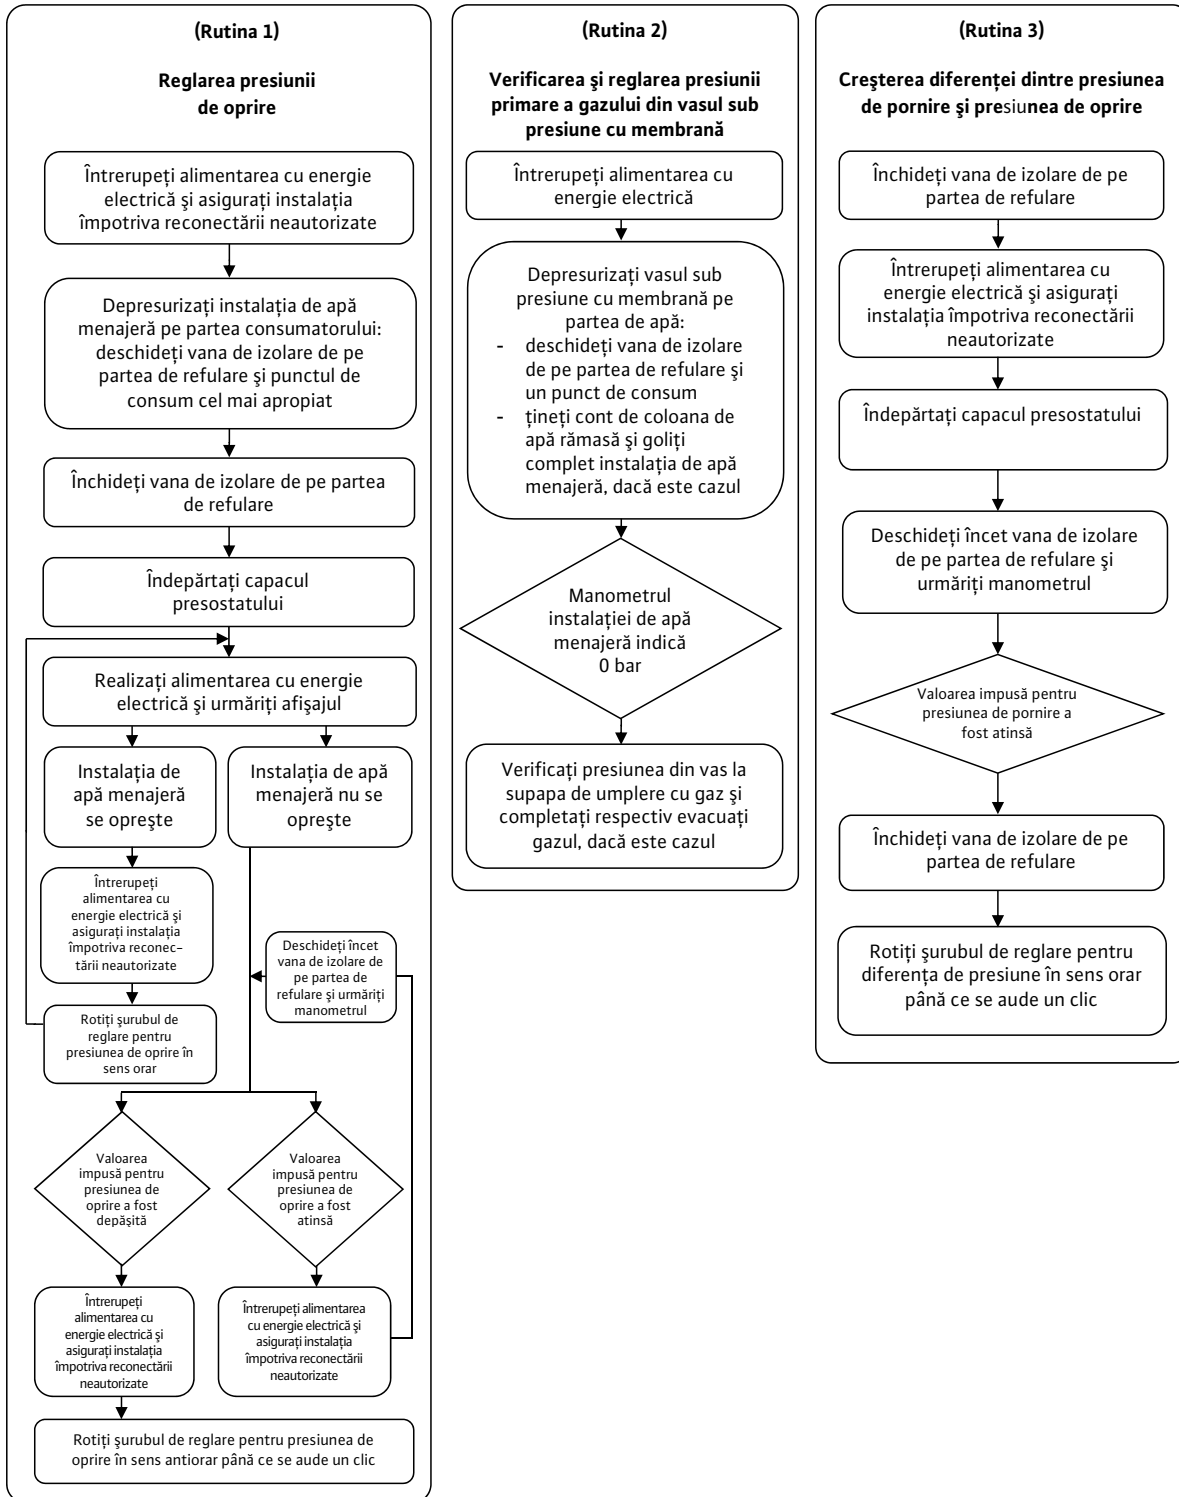 (Rutina 1)
Reglarea presiunii
de oprire
Întrerupeți alimentarea cu energie
electrică şi asigurați instalația
împotriva reconectării neautorizate
Depresurizați instalația de apă
menajeră pe partea consumatorului:
deschideți vana de izolare de pe
partea de refulare şi punctul de
consum cel mai apropiat
Închideți vana de izolare de pe partea
de refulare
Îndepărtați capacul
presostatului
Realizați alimentarea cu energie
electrică şi urmăriți afişajul
Instalația de
apă menajeră
se opreşte
Instalația de apă
menajeră nu se
opreşte
Întrerupeți
alimentarea cu
energie electrică şi
asigurați instalația
împotriva reconec-
tării neautorizate
Deschideți încet
vana de izolare de
pe partea de
refulare şi urmăriți
manometrul
Rotiți şurubul de
reglare pentru
presiunea de oprire în
sens orar
Valoarea
impusă pentru
presiunea de
oprire a fost
depăşită
Valoarea
impusă pentru
presiunea de
oprire a fost
atinsă
Întrerupeți
alimentarea cu
energie electrică şi
asigurați instalația
împotriva reconectării
neautorizate
Întrerupeți alimentarea
cu energie electrică şi
asigurați instalația
împotriva reconectării
neautorizate
Rotiți şurubul de reglare pentru presiunea de
oprire în sens antiorar până ce se aude un clic
(Rutina 2)
Verificarea şi reglarea presiunii
primare a gazului din vasul sub
presiune cu membrană
Întrerupeți alimentarea cu
energie electrică
Depresurizați vasul sub
presiune cu membrană pe
partea de apă:
- deschideți vana de izolare
de pe partea de refulare şi
un punct de consum
- țineți cont de coloana de
apă rămasă şi goliți
complet instalația de apă
menajeră, dacă este cazul
Manometrul
instalației de apă
menajeră indică
0 bar
Verificați presiunea din vas la
supapa de umplere cu gaz şi
completați respectiv evacuați
gazul, dacă este cazul
(Rutina 3)
Creşterea diferenței dintre presiunea
de pornire şi presiunea de oprire
Închideți vana de izolare de pe
partea de refulare
Întrerupeți alimentarea cu
energie electrică şi asigurați
instalația împotriva reconectării
neautorizate
Îndepărtați capacul presostatului
Deschideți încet vana de izolare
de pe partea de refulare şi
urmăriți manometrul
Valoarea impusă pentru
presiunea de pornire a
fost atinsă
Închideți vana de izolare de pe
partea de refulare
Rotiți şurubul de reglare pentru
diferența de presiune în sens orar
până ce se aude un clic